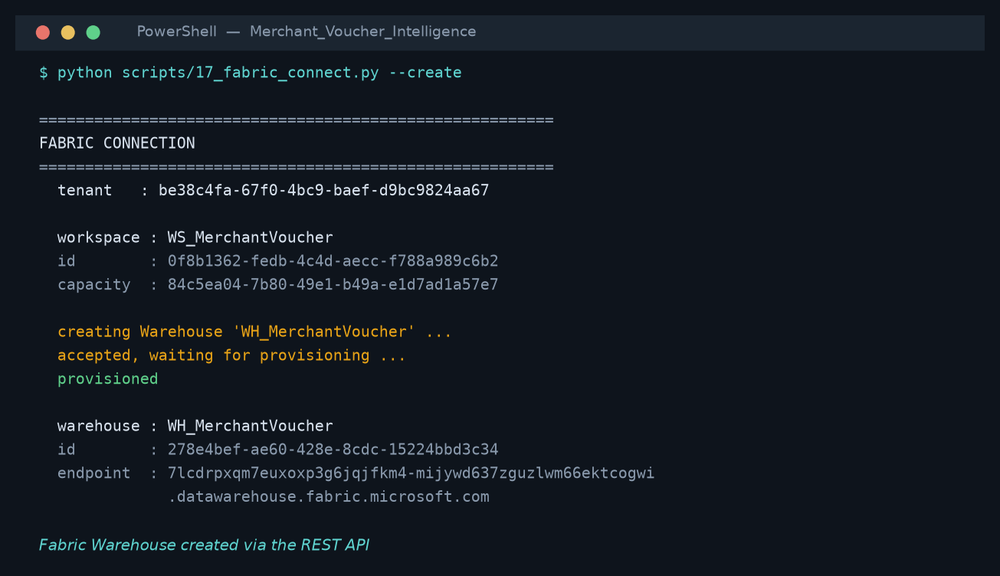 PowerShell — Merchant_Voucher_Intelligence
$ python scripts/17_fabric_connect.py --create
========================================================
FABRIC CONNECTION
========================================================
tenant   : be38c4fa-67f0-4bc9-baef-d9bc9824aa67
workspace : WS_MerchantVoucher
id        : 0f8b1362-fedb-4c4d-aecc-f788a989c6b2
capacity  : 84c5ea04-7b80-49e1-b49a-e1d7ad1a57e7
creating Warehouse 'WH_MerchantVoucher' ...
accepted, waiting for provisioning ...
provisioned
warehouse : WH_MerchantVoucher
id        : 278e4bef-ae60-428e-8cdc-15224bbd3c34
endpoint  : 7lcdrpxqm7euxoxp3g6jqjfkm4-mijywd637zguzlwm66ektcogwi
.datawarehouse.fabric.microsoft.com
Fabric Warehouse created via the REST API